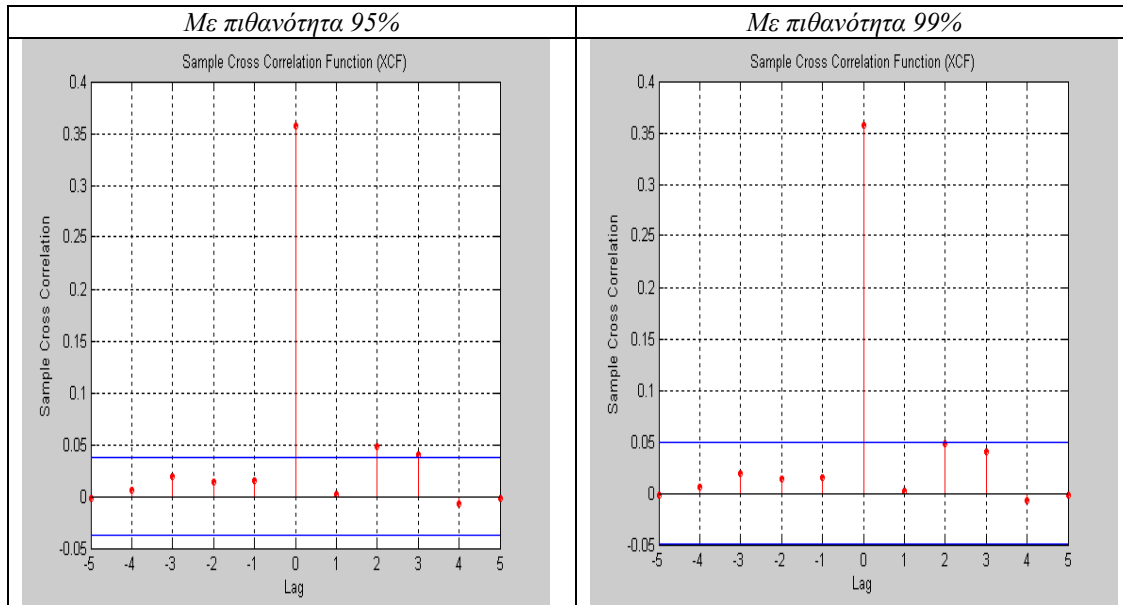 Με πιθανότητα 95%
Με πιθανότητα 99%
Sample Cross Correlation Function (XCF)
0.4
0.35
0.3
0.25
0.2
0.15
0.1
0.05
0
-0.05
Sample Cross Correlation
-5 -4 -3 -2 -1 0 1 2 3 4 5
Lag
Sample Cross Correlation Function (XCF)
0.4
0.35
0.3
0.25
0.2
0.15
0.1
0.05
0
-0.05
Sample Cross Correlation
-5 -4 -3 -2 -1 0 1 2 3 4 5
Lag